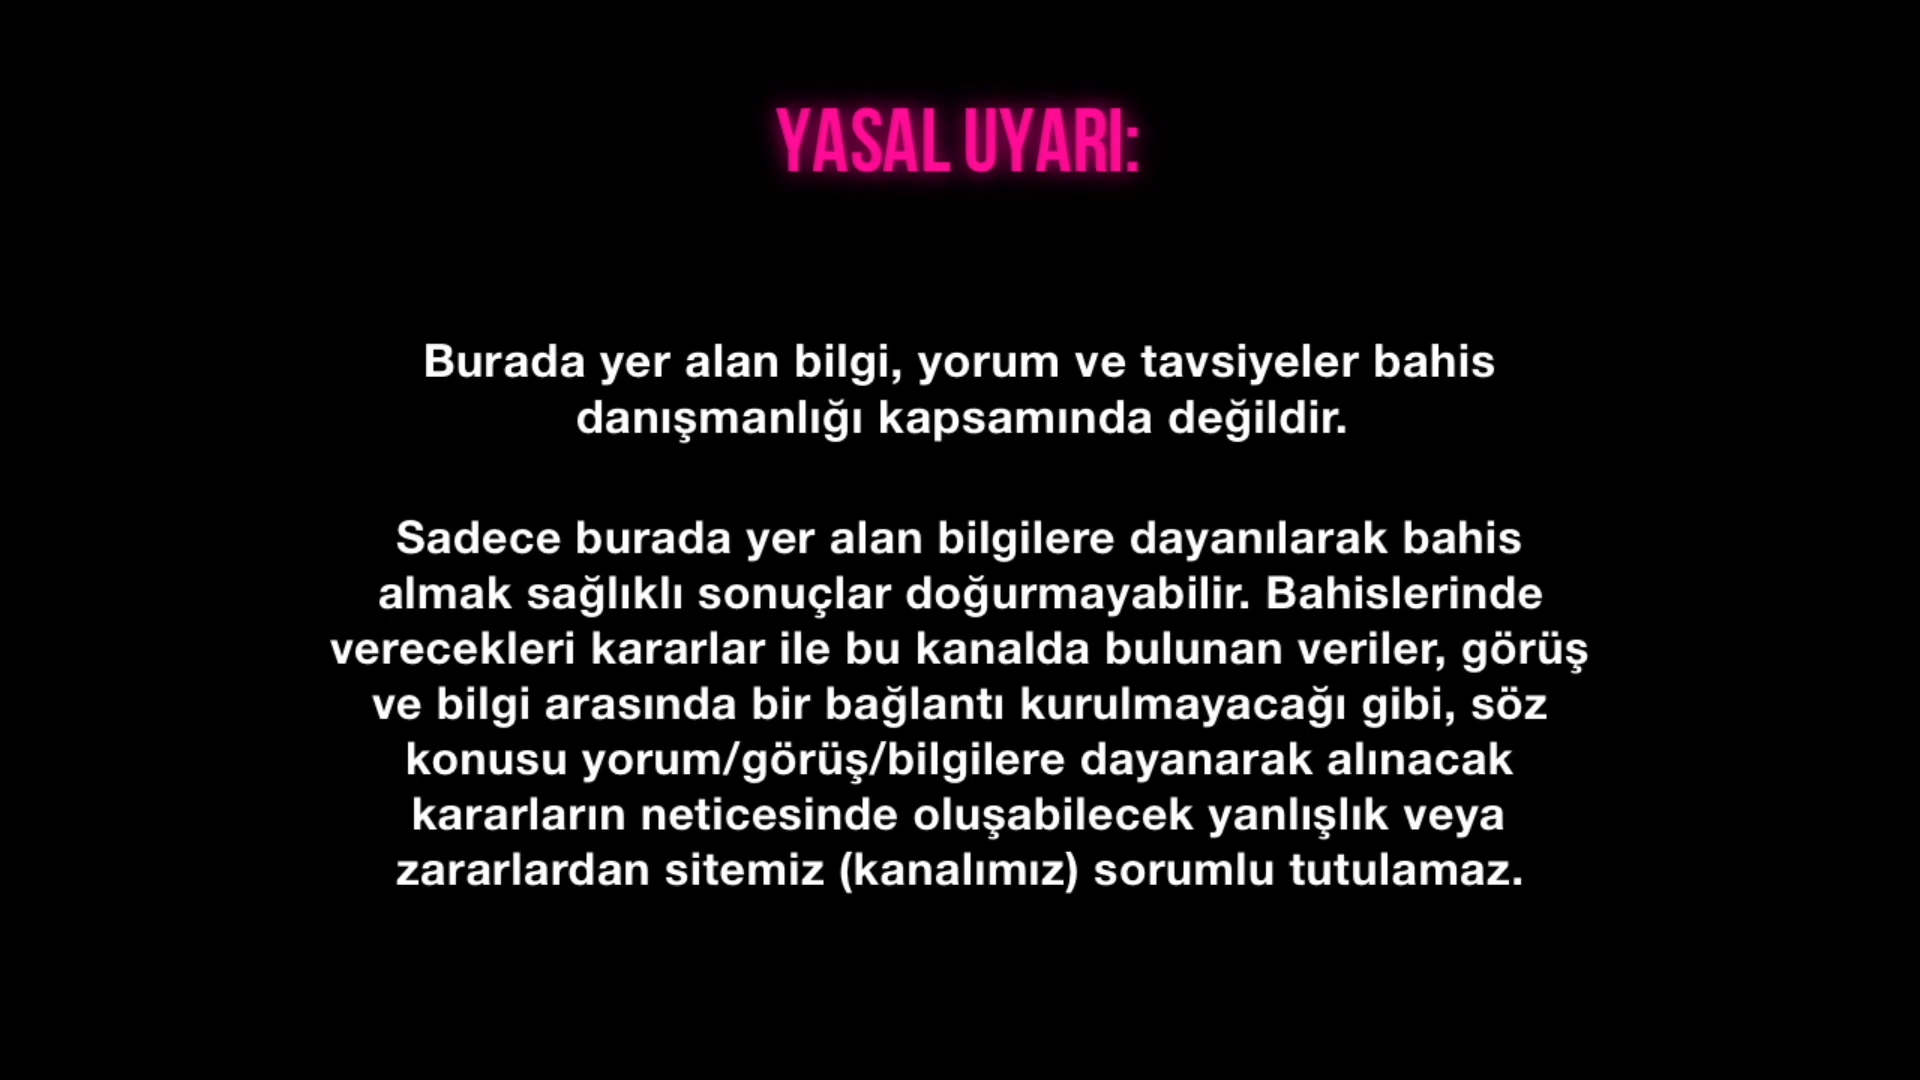 YASAL UYARI:
Burada yer alan bilgi, yorum ve tavsiyeler bahis
danışmanlığı kapsamında değildir.
Sadece burada yer alan bilgilere dayanılarak bahis
almak sağlıklı sonuçlar doğurmayabilir. Bahislerinde
verecekleri kararlar ile bu kanalda bulunan veriler, görüş
ve bilgi arasında bir bağlantı kurulmayacağı gibi, söz
konusu yorum/görüş/bilgilere dayanarak alınacak
kararların neticesinde oluşabilecek yanlışlık veya
zararlardan sitemiz (kanalımız) sorumlu tutulamaz.